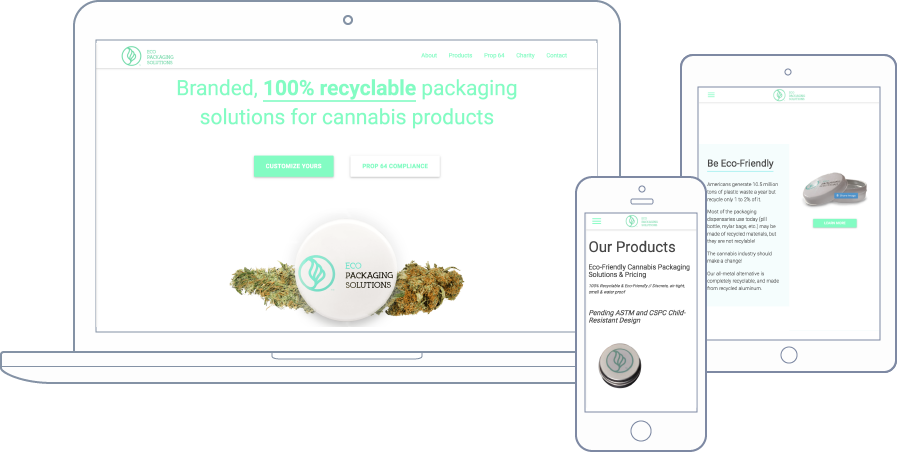 ECO
PACKAGING
SOLUTIONS
About Products Prop 64 Charity Contact
Branded, 100% recyclable packaging
solutions for cannabis products
CUSTOMIZE YOURS PROP 64 COMPLIANCE
ECO
PACKAGING
SOLUTIONS
ECO
PACKAGING
SOLUTIONS
Our Products
Eco-Friendly Cannabis Packaging
Solutions & Pricing
100% Recyclable & Eco-Friendly // Discrete, air-tight,
smell & water proof
Pending ASTM and CSPC Child-
Resistant Design
ECO
PACKAGING
SOLUTIONS
Be Eco-Friendly
Americans generate 10.5 million
tons of plastic waste a year but
recycle only 1 to 2% of it.
Most of the packaging
dispensaries use today (pill
bottle, mylar bags, etc.) may be
made of recycled materials, but
they are not recylable!
The cannabis industry should
make a change!
Our all-metal alternative is
completely recyclable, and made
from recycled aluminum.
LEARN MORE